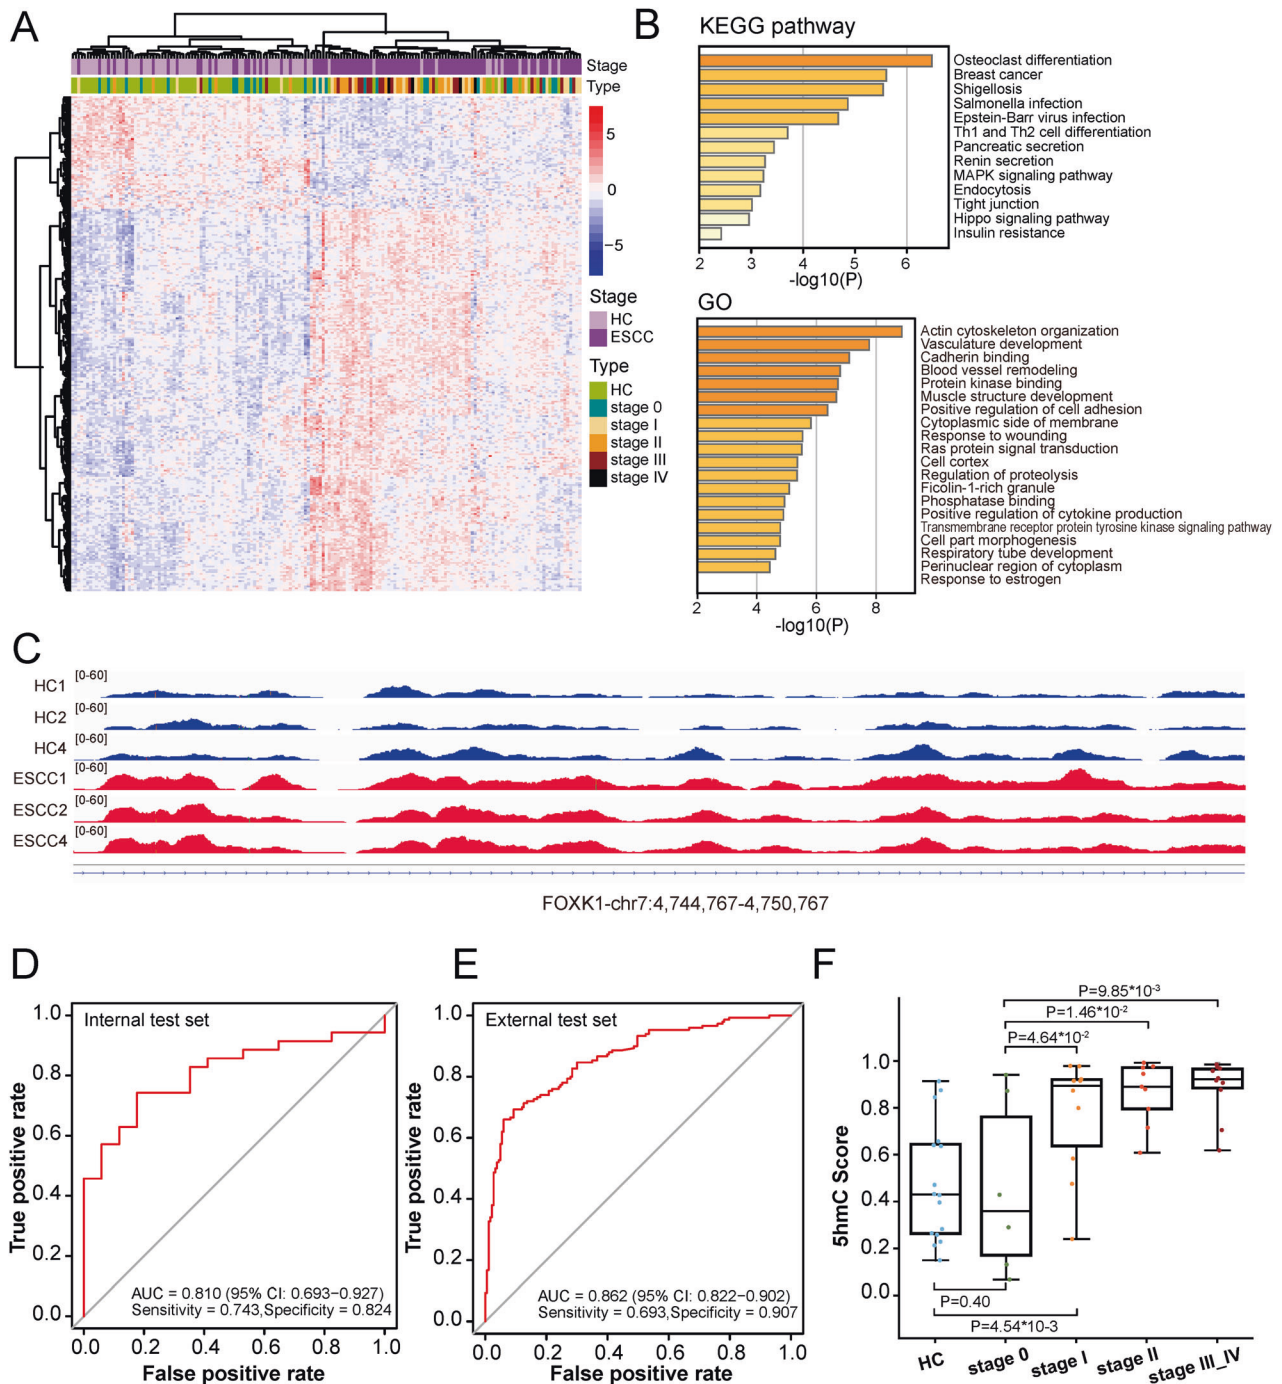 A
Stage
Type
5
0
−5
Stage
HC
ESCC
Type
HC
stage 0
stage I
stage II
stage III
stage IV
B
KEGG pathway
Osteoclast differentiation
Breast cancer
Shigellosis
Salmonella infection
Epstein-Barr virus infection
Th1 and Th2 cell differentiation
Pancreatic secretion
Renin secretion
MAPK signaling pathway
Endocytosis
Tight junction
Hippo signaling pathway
Insulin resistance
2 3 4 5 6
-log10(P)
GO
Actin cytoskeleton organization
Vasculature development
Cadherin binding
Blood vessel remodeling
Protein kinase binding
Muscle structure development
Positive regulation of cell adhesion
Cytoplasmic side of membrane
Response to wounding
Ras protein signal transduction
Cell cortex
Regulation of proteolysis
Ficolin-1-rich granule
Phosphatase binding
Positive regulation of cytokine production
Transmembrane receptor protein tyrosine kinase signaling pathway
Cell part morphogenesis
Respiratory tube development
Perinuclear region of cytoplasm
Response to estrogen
2 4 6 8
-log10(P)
C
HC1 [0-60]
HC2 [0-60]
HC4 [0-60]
ESCC1 [0-60]
ESCC2 [0-60]
ESCC4 [0-60]
FOXK1-chr7:4,744,767-4,750,767
D
Internal test set
True positive rate
1.0
0.8
0.6
0.4
0.2
0.0
AUC = 0.810 (95% CI: 0.693−0.927)
Sensitivity = 0.743,Specificity = 0.824
0.0 0.2 0.4 0.6 0.8 1.0
False positive rate
E
External test set
True positive rate
1.0
0.8
0.6
0.4
0.2
0.0
AUC = 0.862 (95% CI: 0.822−0.902)
Sensitivity = 0.693,Specificity = 0.907
0.0 0.2 0.4 0.6 0.8 1.0
False positive rate
F
P=9.85*10-3
P=1.46*10-2
P=4.64*10-2
5hmC Score
1.0
0.8
0.6
0.4
0.2
0.0
P=0.40
P=4.54*10-3
HC stage 0 stage I stage II stage III_IV